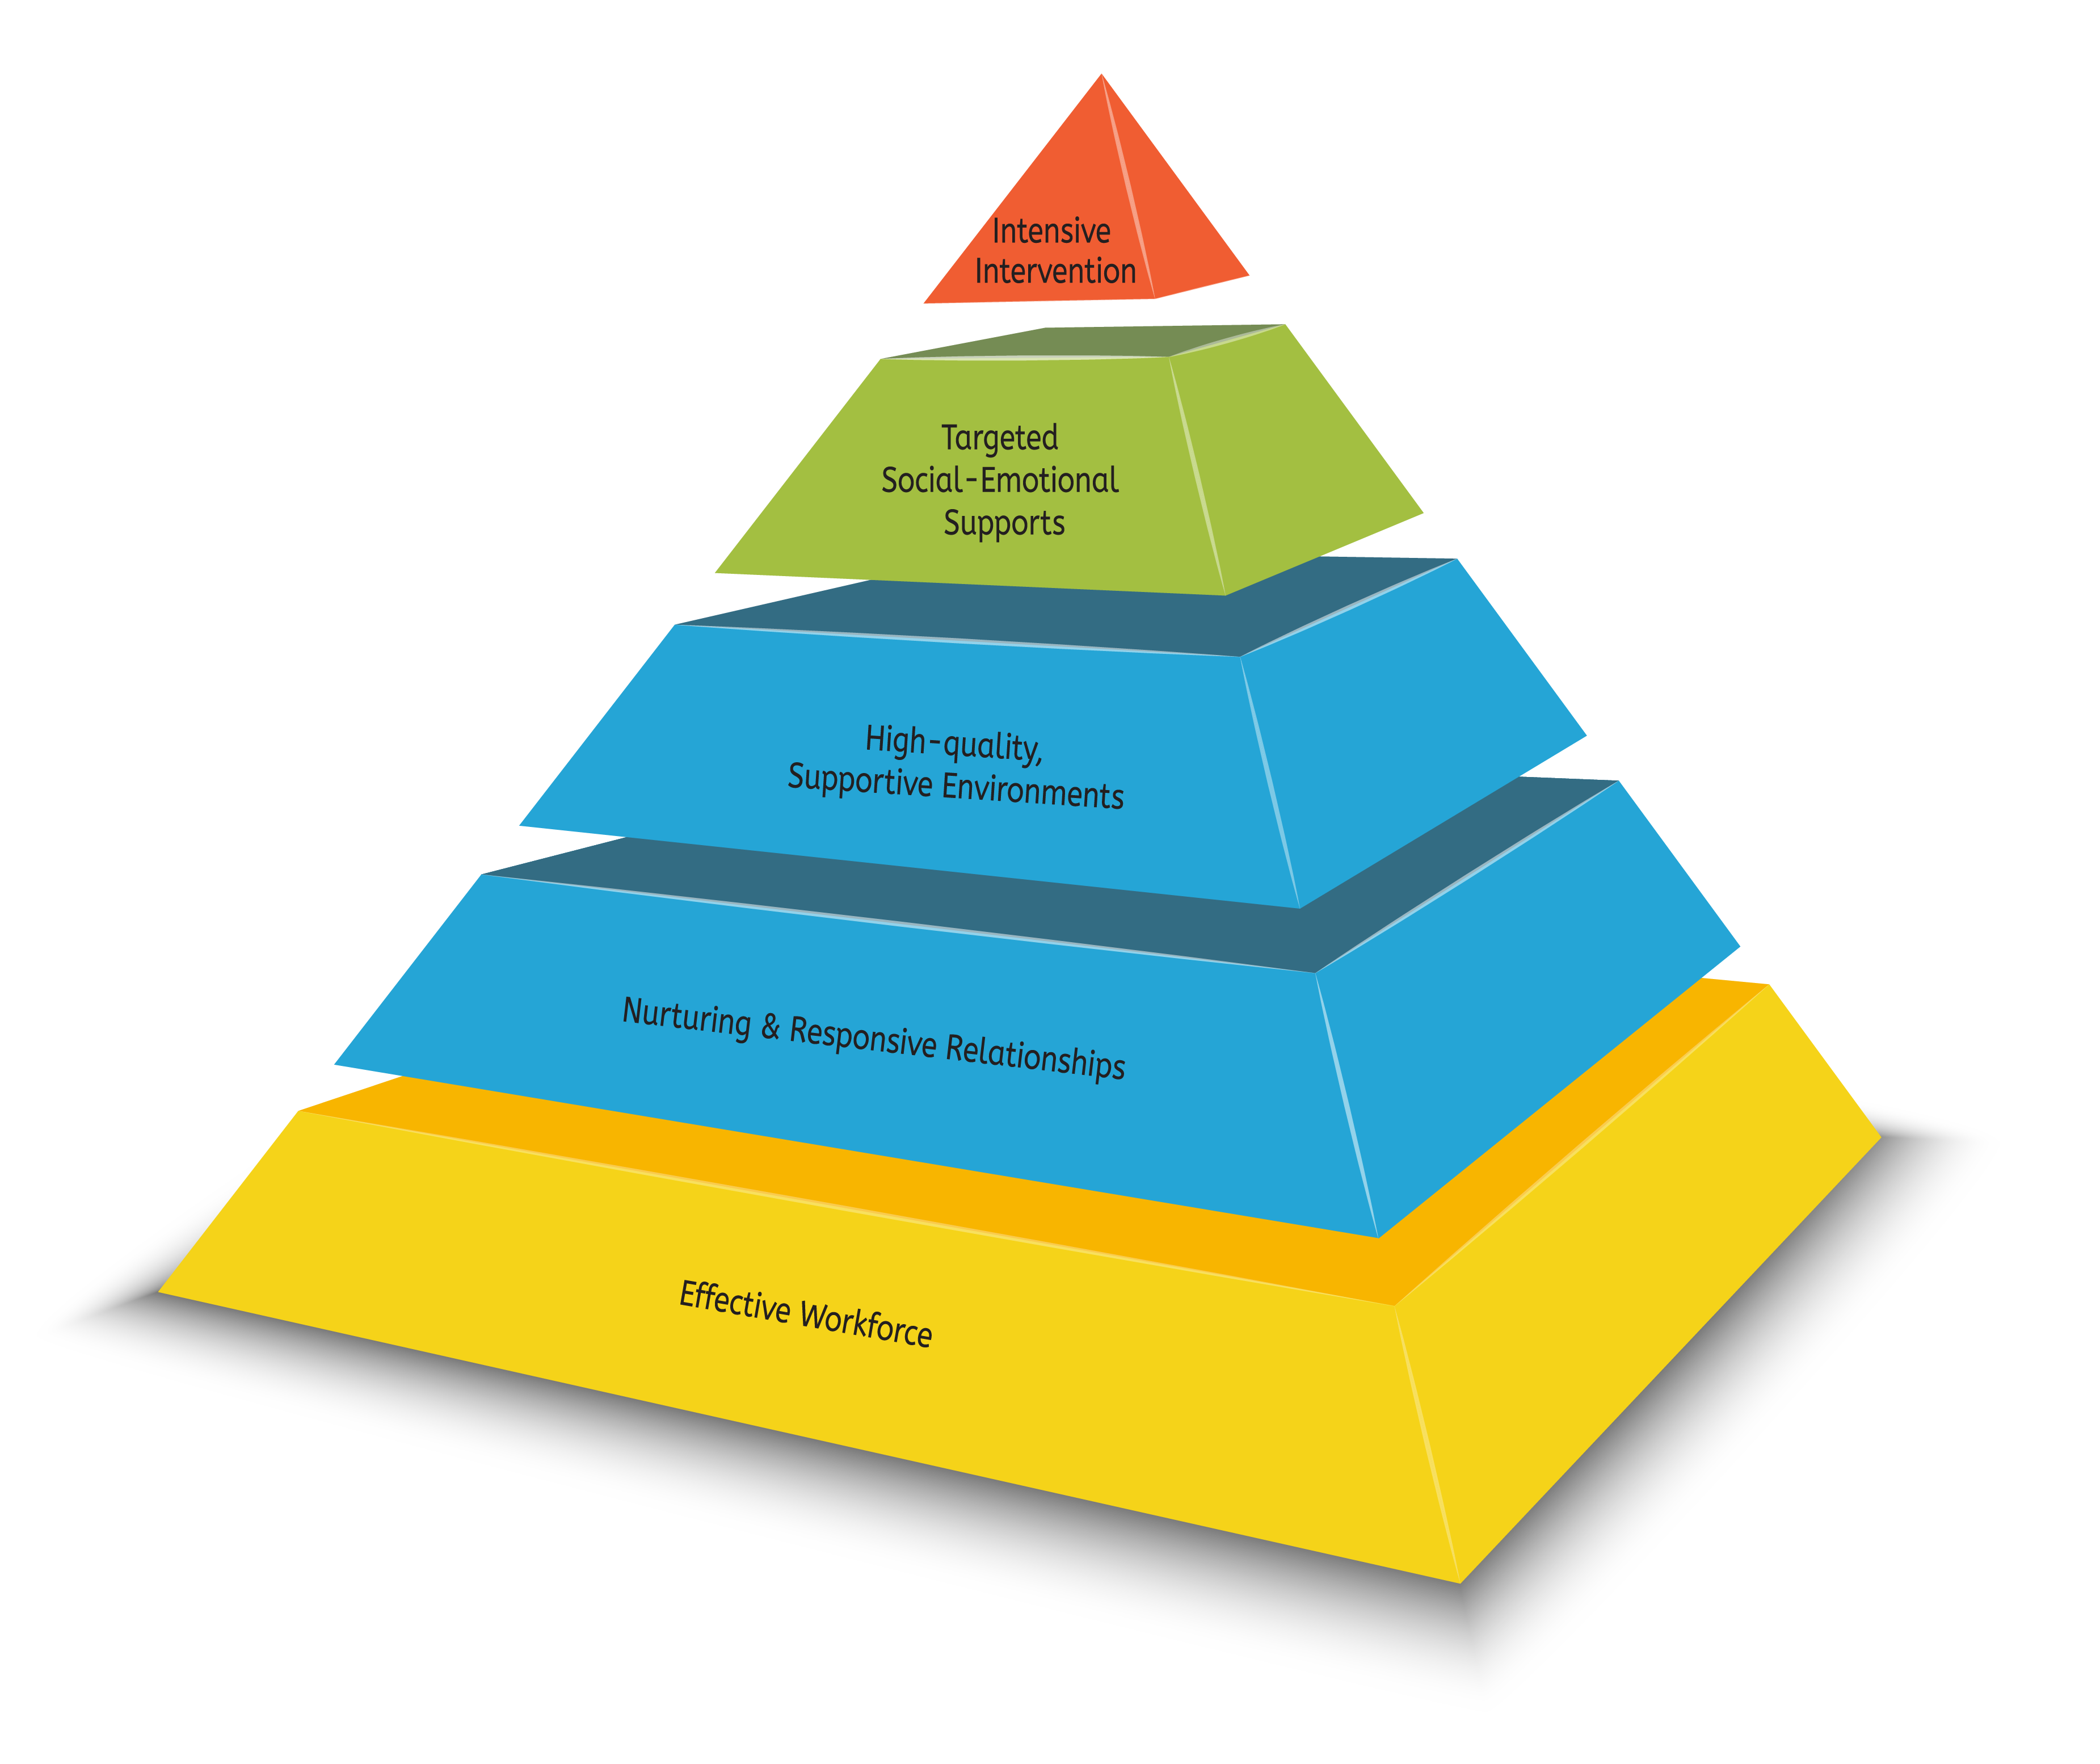 Intensive
Intervention
Targeted
Social-Emotional
Supports
High-quality,
Supportive Environments
Nurturing & Responsive Relationships
Effective Workforce